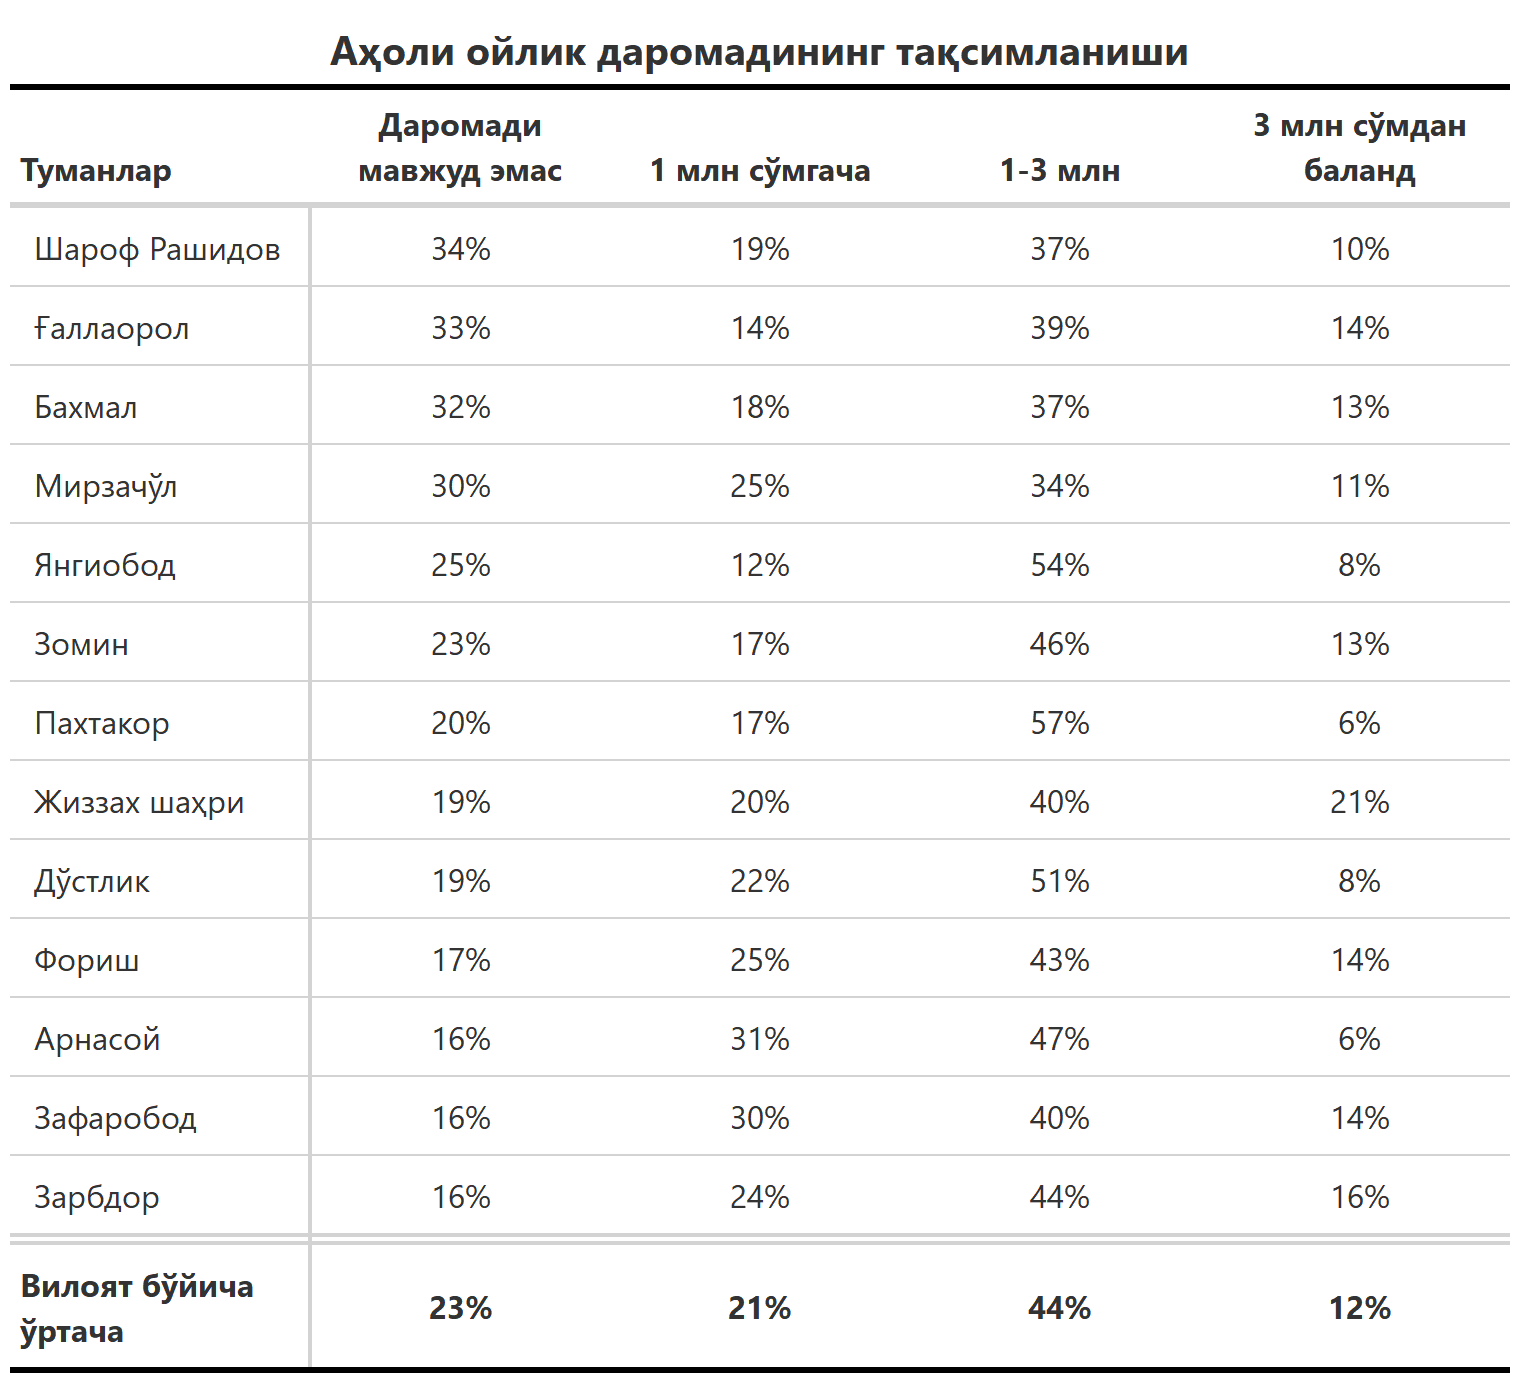 Аҳоли ойлик даромадининг тақсимланиши
Туманлар Даромади мавжуд эмас 1 млн сўмгача 1-3 млн 3 млн сўмдан баланд
Шароф Рашидов 34% 19% 37% 10%
Ғаллаорол 33% 14% 39% 14%
Бахмал 32% 18% 37% 13%
Мирзачўл 30% 25% 34% 11%
Янгиобод 25% 12% 54% 8%
Зомин 23% 17% 46% 13%
Пахтакор 20% 17% 57% 6%
Жиззах шаҳри 19% 20% 40% 21%
Дўстлик 19% 22% 51% 8%
Фориш 17% 25% 43% 14%
Арнасой 16% 31% 47% 6%
Зафаробод 16% 30% 40% 14%
Зарбдор 16% 24% 44% 16%
Вилоят бўйича ўртача 23% 21% 44% 12%